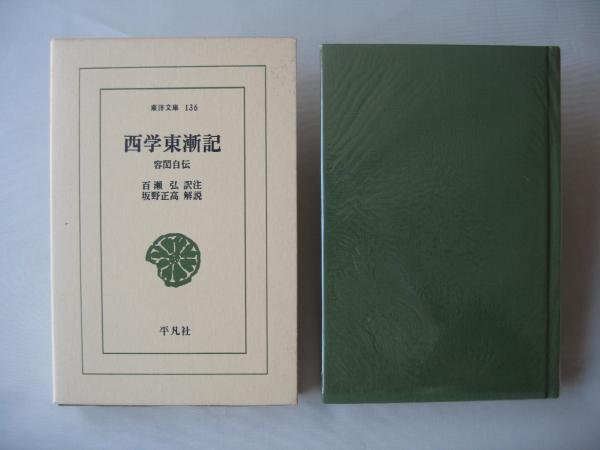 東洋文庫 136
西学東漸記
容閎自伝
百瀬 弘 訳注
坂野正高 解説
平凡社